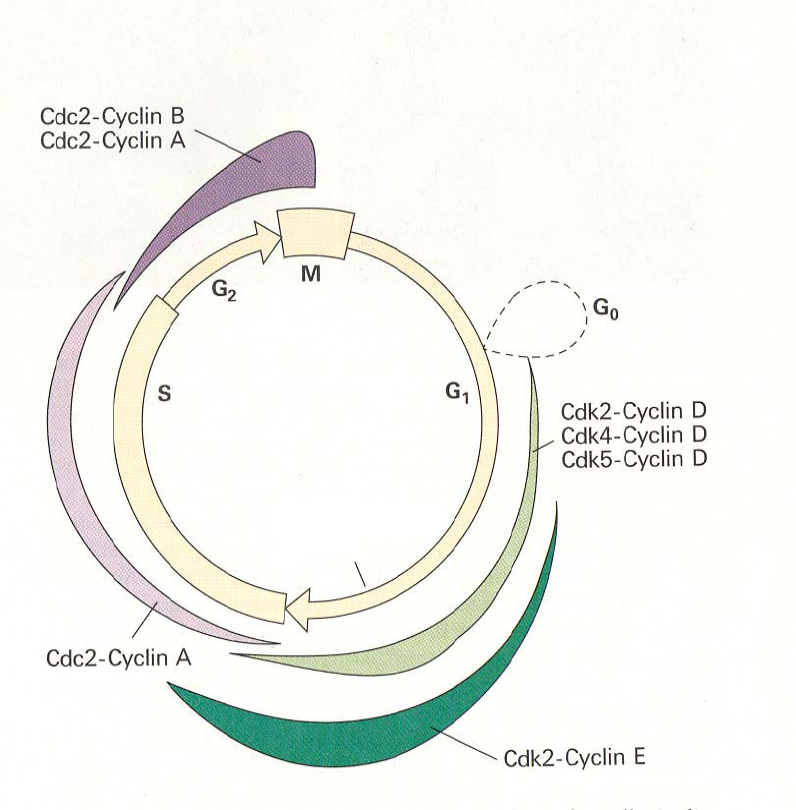 Cdc2-Cyclin B
Cdc2-Cyclin A
M
G₂
G₀
S
G₁
Cdk2-Cyclin D
Cdk4-Cyclin D
Cdk5-Cyclin D
Cdc2-Cyclin A
Cdk2-Cyclin E